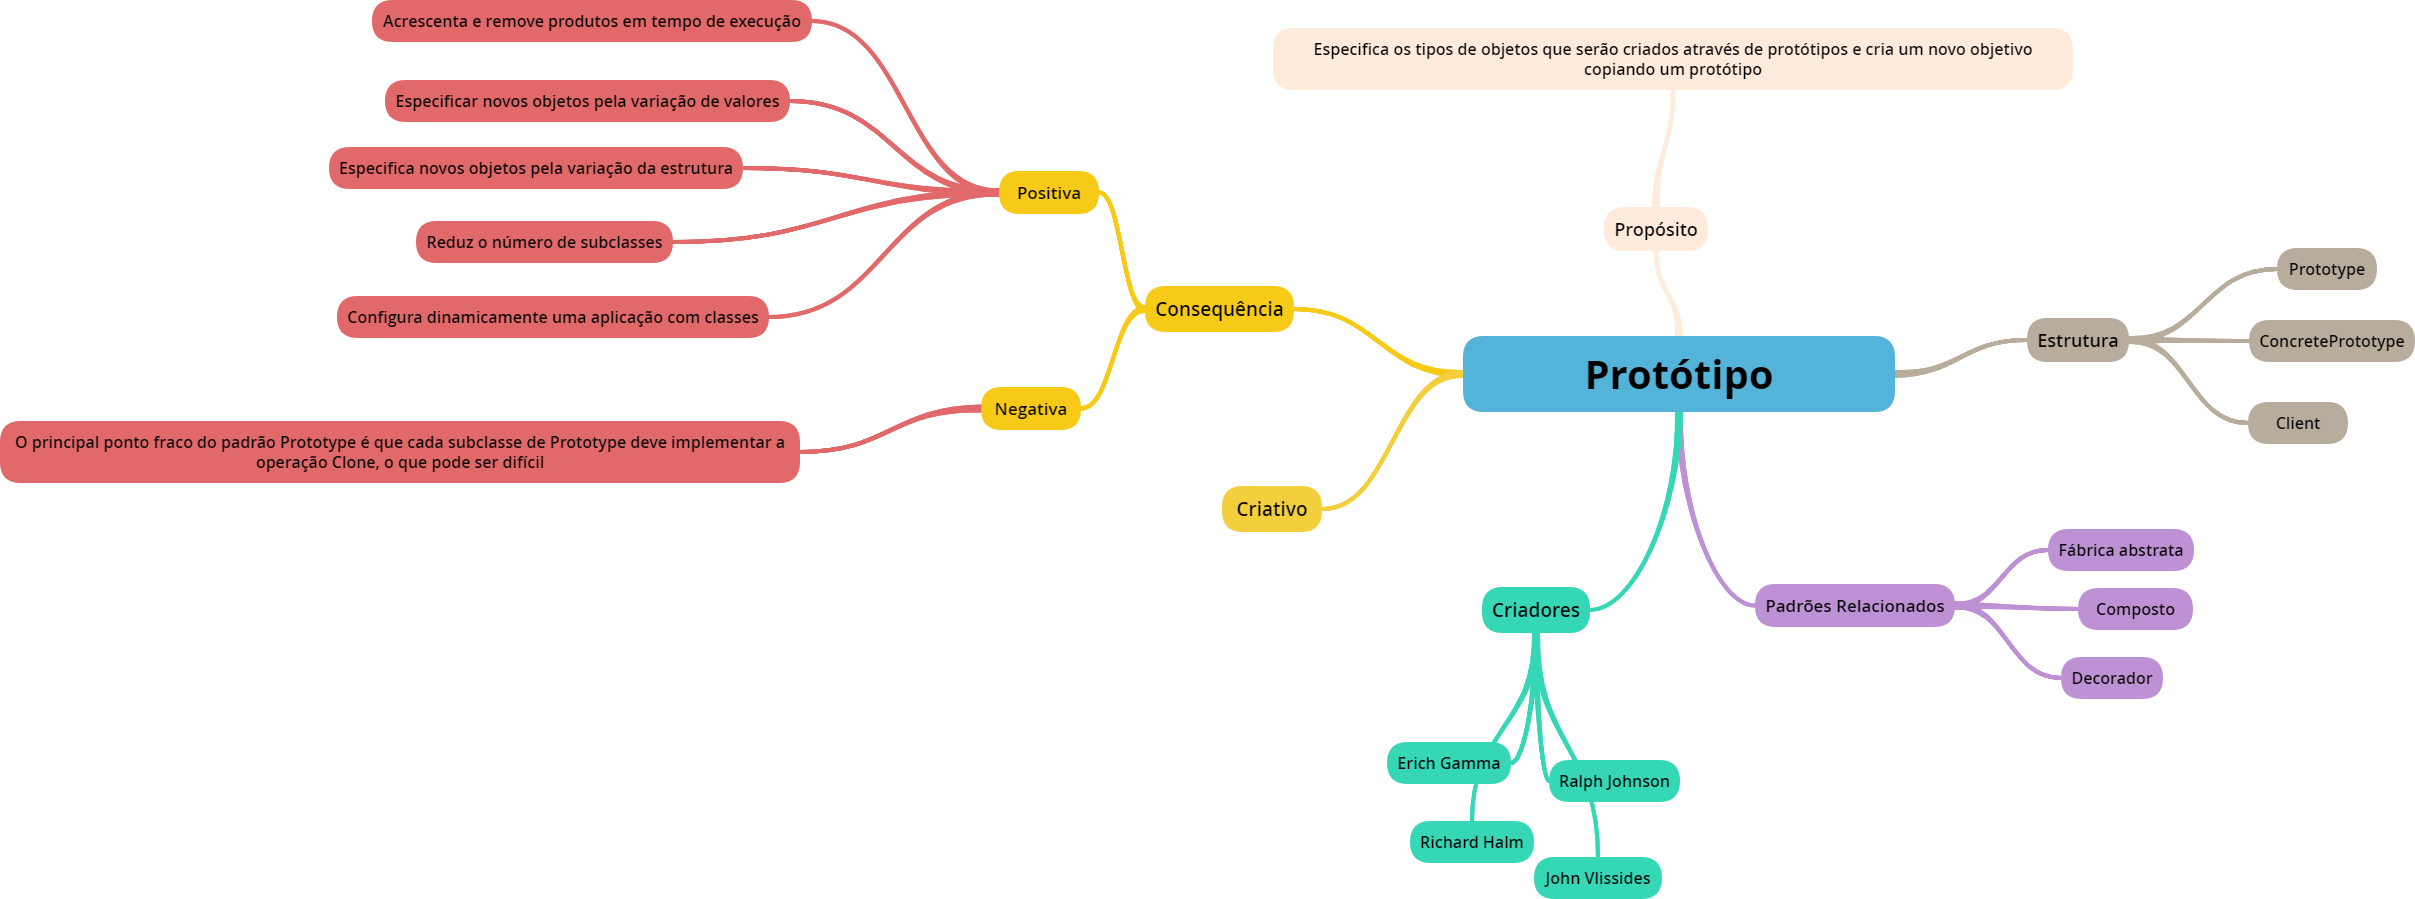 Acrescenta e remove produtos em tempo de execução
Especificar novos objetos pela variação de valores
Especifica novos objetos pela variação da estrutura
Reduz o número de subclasses
Configura dinamicamente uma aplicação com classes
Positiva
Consequência
Negativa
O principal ponto fraco do padrão Prototype é que cada subclasse de Prototype deve implementar a
operação Clone, o que pode ser difícil
Criativo
Especifica os tipos de objetos que serão criados através de protótipos e cria um novo objetivo
copiando um protótipo
Propósito
Protótipo
Estrutura
Prototype
ConcretePrototype
Client
Padrões Relacionados
Fábrica abstrata
Composto
Decorador
Criadores
Erich Gamma
Ralph Johnson
Richard Halm
John Vlissides